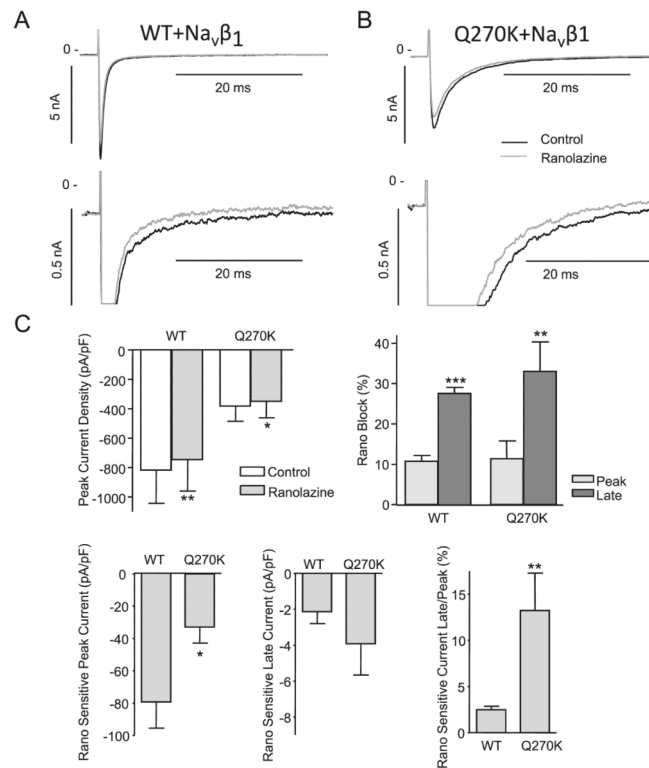 A
WT+Navβ1
0 -
5 nA
20 ms
0 -
0.5 nA
20 ms
B
Q270K+Navβ1
0 -
5 nA
20 ms
Control
Ranolazine
0 -
0.5 nA
20 ms
C
WT Q270K
Peak Current Density (pA/pF)
0
-200
-400
-600
-800
-1000
* 
**
Control
Ranolazine
Rano Block (%)
40
30
20
10
0
***
**
WT Q270K
Peak
Late
WT Q270K
Rano Sensitive Peak Current (pA/pF)
0
-20
-40
-60
-80
-100
*
WT Q270K
Rano Sensitive Late Current (pA/pF)
0
-2
-4
-6
-8
Rano Sensitive Current Late/Peak (%)
15
10
5
0
**
WT Q270K